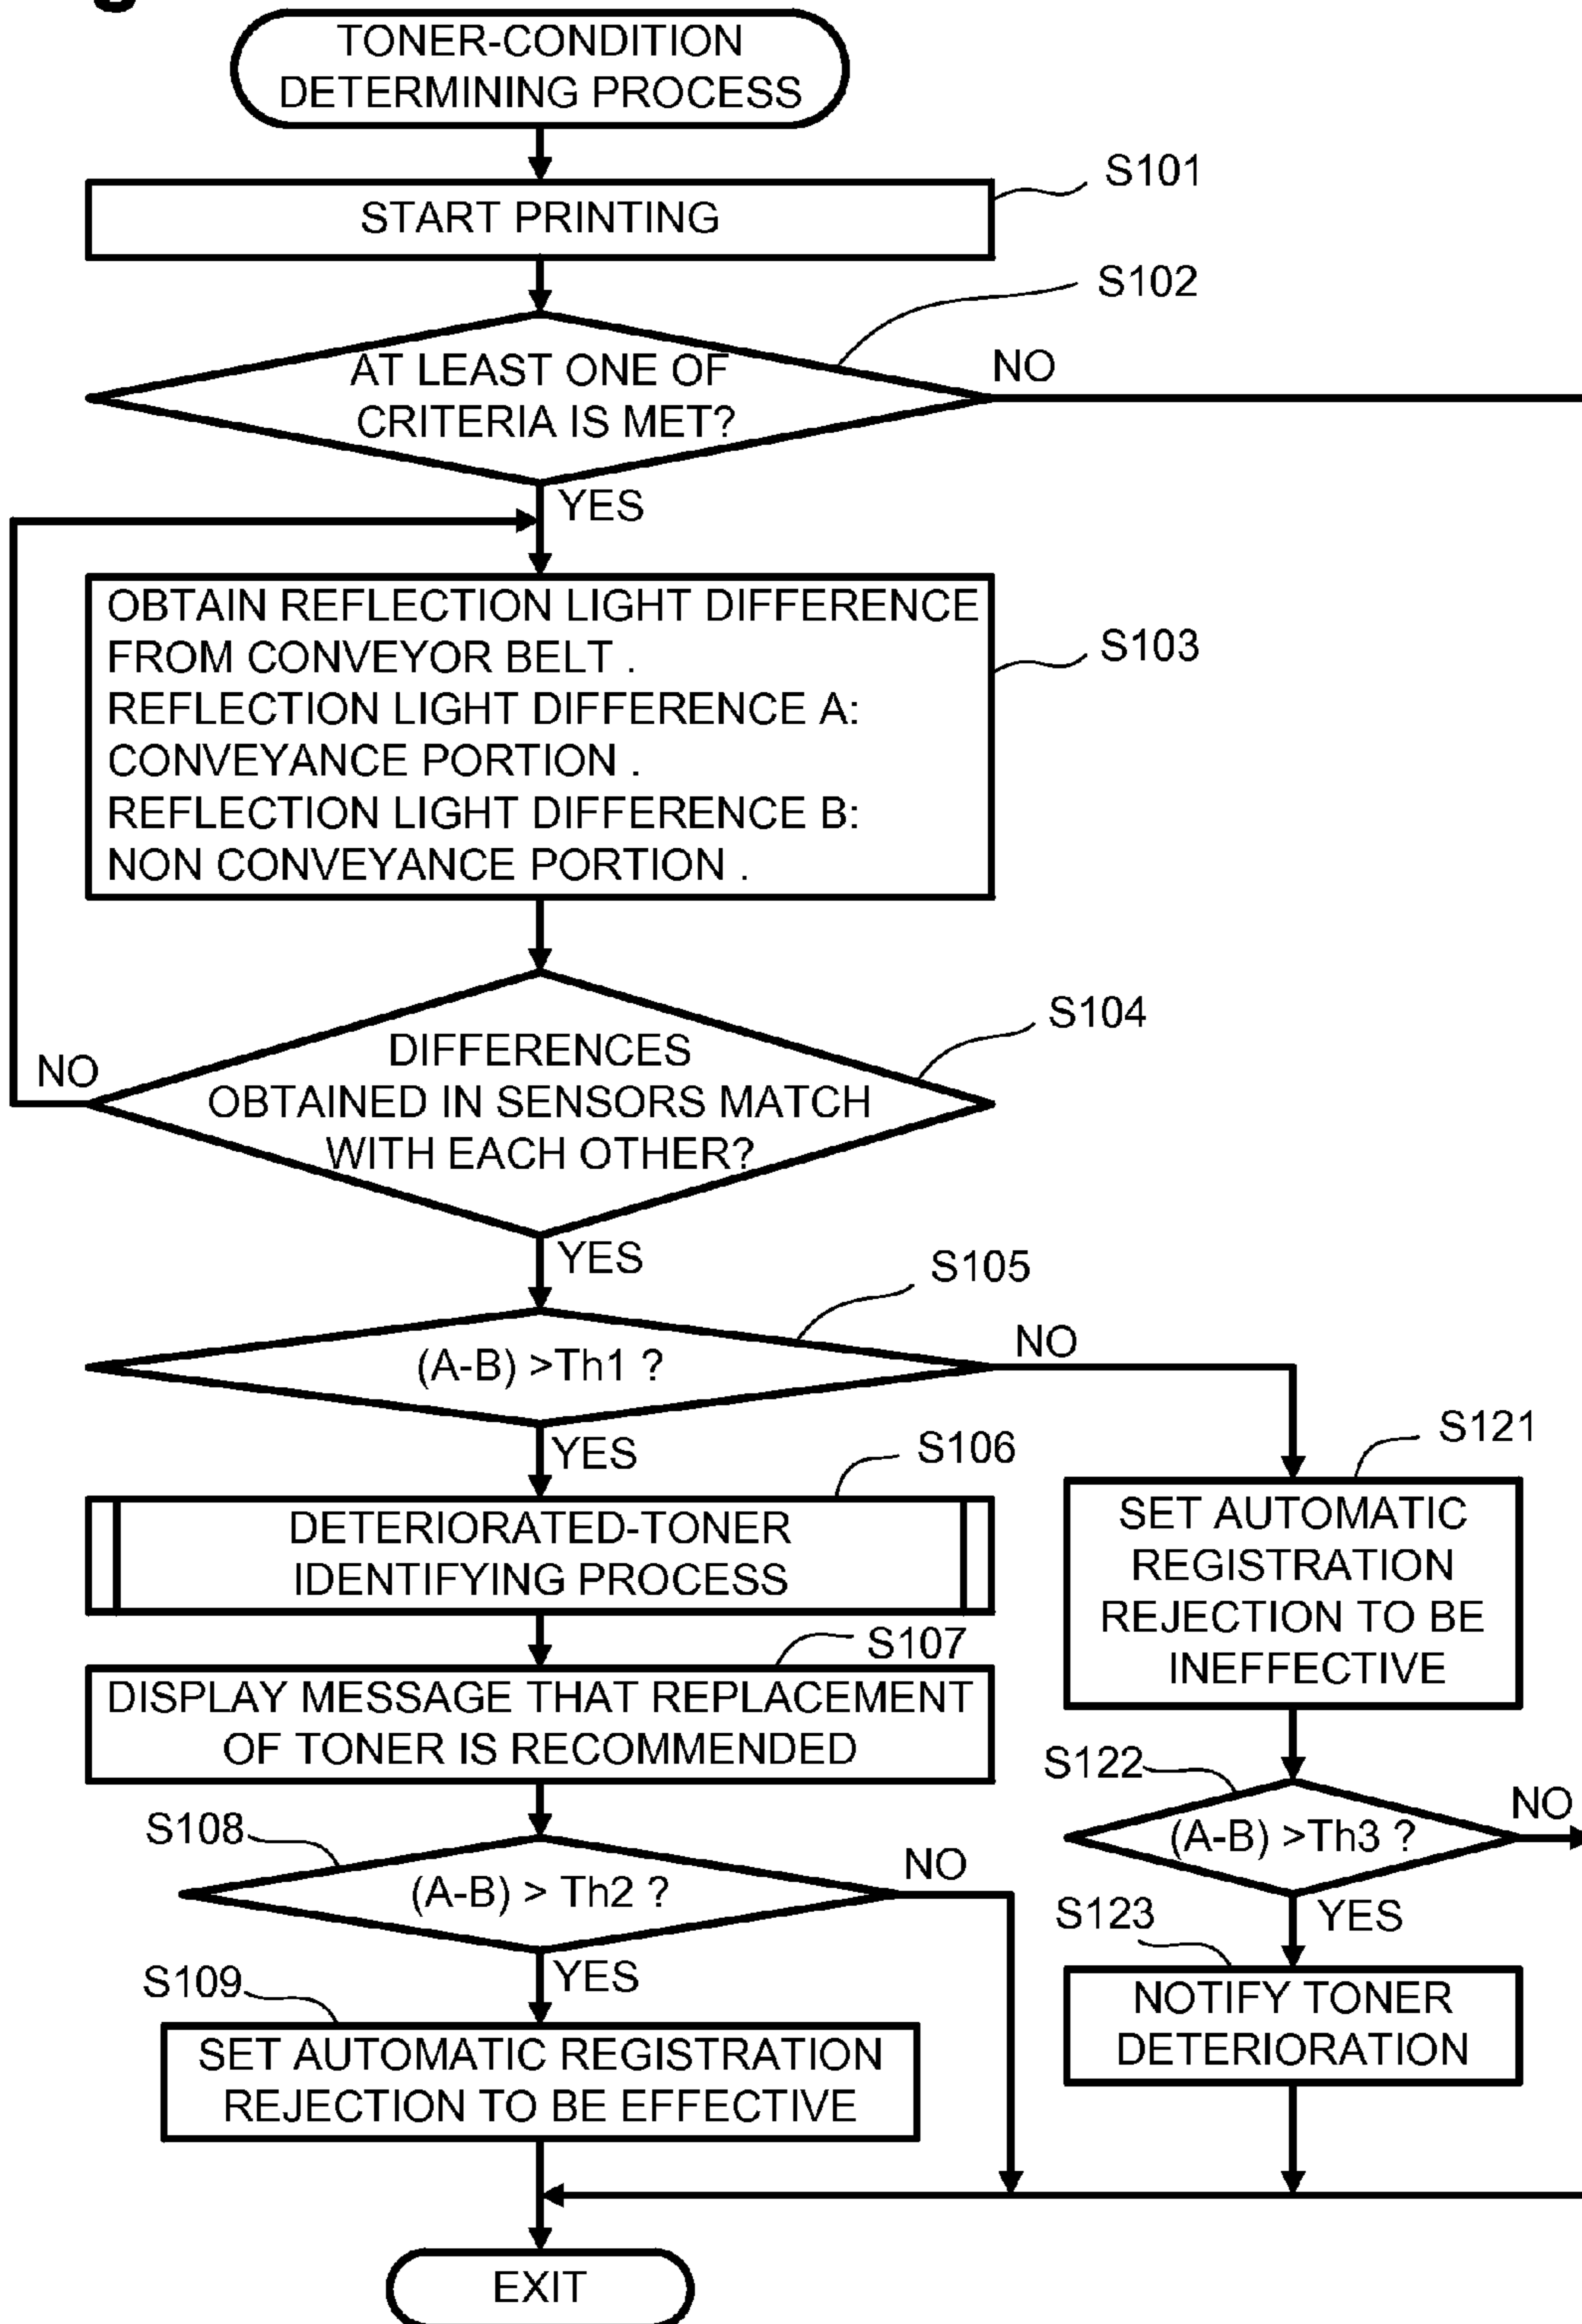 TONER-CONDITION
DETERMINING PROCESS
S101
START PRINTING
S102
AT LEAST ONE OF
CRITERIA IS MET?
NO
YES
OBTAIN REFLECTION LIGHT DIFFERENCE
FROM CONVEYOR BELT .
REFLECTION LIGHT DIFFERENCE A:
CONVEYANCE PORTION .
REFLECTION LIGHT DIFFERENCE B:
NON CONVEYANCE PORTION .
S103
S104
DIFFERENCES
OBTAINED IN SENSORS MATCH
WITH EACH OTHER?
NO
YES
S105
(A-B) >Th1 ?
NO
YES
S106
DETERIORATED-TONER
IDENTIFYING PROCESS
S107
DISPLAY MESSAGE THAT REPLACEMENT
OF TONER IS RECOMMENDED
S108
(A-B) > Th2 ?
NO
YES
S109
SET AUTOMATIC REGISTRATION
REJECTION TO BE EFFECTIVE
S121
SET AUTOMATIC
REGISTRATION
REJECTION TO BE
INEFFECTIVE
S122
(A-B) >Th3 ?
NO
YES
S123
NOTIFY TONER
DETERIORATION
EXIT